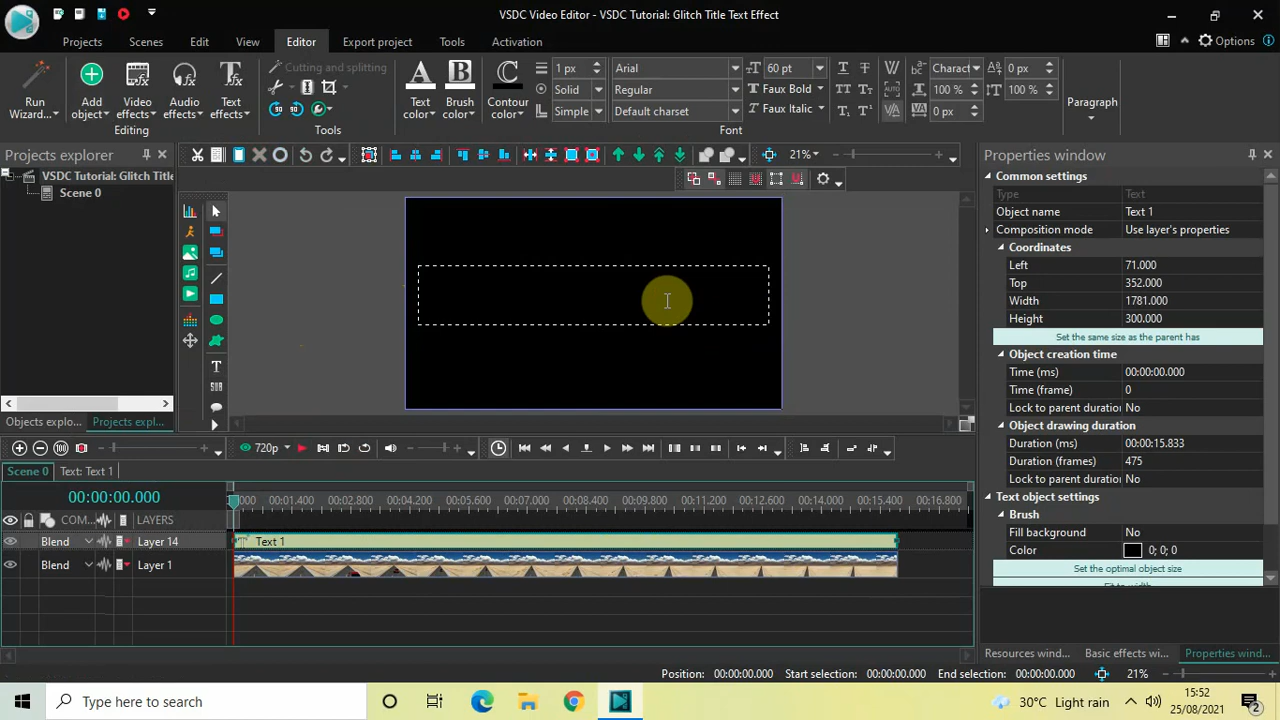 VSDC Video Editor - VSDC Tutorial: Glitch Title Text Effect
Projects Scenes Edit View Editor Export project Tools Activation Options
Run Wizard...
Add object
Video effects
Audio effects
Text effects
Editing
Cutting and splitting
Tools
Text color
Brush color
Contour color
1 px
Solid
Simple
Arial
Regular
Default charset
60 pt
Faux Bold
Faux Italic
Charact
100 %
0 px
0 px
100 %
Font
Paragraph
Projects explorer
VSDC Tutorial: Glitch Title
Scene 0
21%
Objects explo... Projects expl...
Properties window
Common settings
Type Text
Object name Text 1
Composition mode Use layer's properties
Coordinates
Left 71.000
Top 352.000
Width 1781.000
Height 300.000
Set the same size as the parent has
Object creation time
Time (ms) 00:00:00.000
Time (frame) 0
Lock to parent duration No
Object drawing duration
Duration (ms) 00:00:15.833
Duration (frames) 475
Lock to parent duration No
Text object settings
Brush
Fill background No
Color 0; 0; 0
Set the optimal object size
Fit to width
Resources wind... Basic effects wi... Properties wind...
720p
Scene 0 Text: Text 1
00:00:00.000
000 00:01.400 00:02.800 00:04.200 00:05.600 00:07.000 00:08.400 00:09.800 00:11.200 00:12.600 00:14.000 00:15.400 00:16.800
COM... LAYERS
Blend Layer 14 Text 1
Blend Layer 1
Position: 00:00:00.000 Start selection: 00:00:00.000 End selection: 00:00:00.000 21%
Type here to search
30°C Light rain
15:52
25/08/2021
2